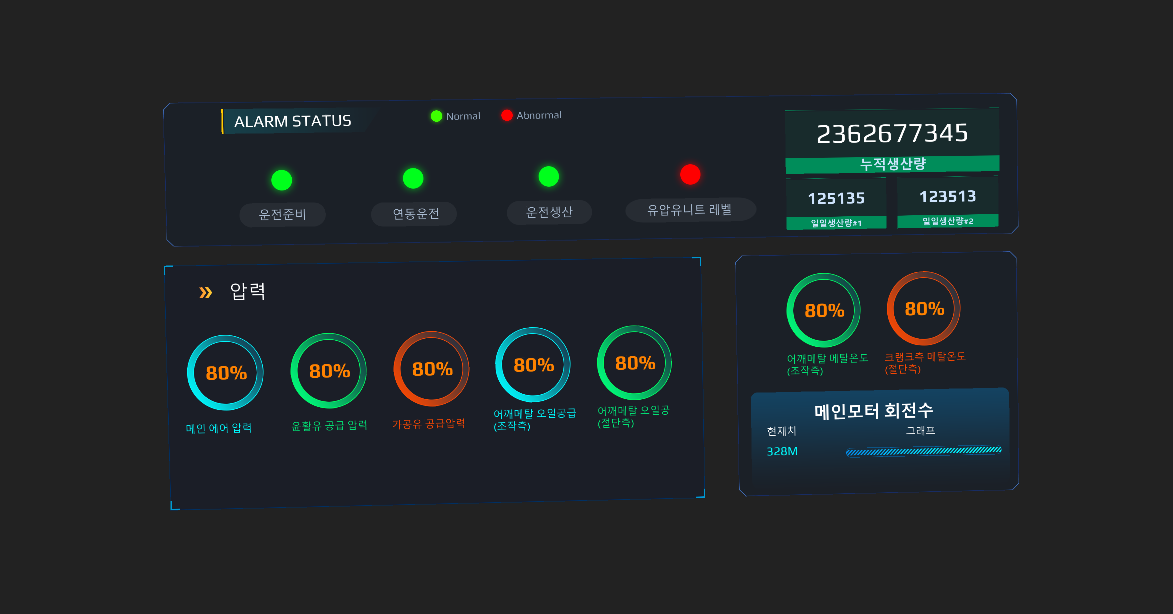 ALARM STATUS
Normal
Abnormal
운전준비
연동운전
운전생산
유압유니트 레벨
2362677345
누적생산량
125135
일일생산량#1
123513
일일생산량#2
» 압력
80%
메인 에어 압력
80%
윤활유 공급 압력
80%
기공유 공급압력
80%
어깨메탈 오일공급
(조작측)
80%
어깨메탈 오일공
(절단측)
80%
어깨메탈 메탈온도
(조작측)
80%
크랭크측 메탈온도
(절단측)
메인모터 회전수
현재치
그래프
328M